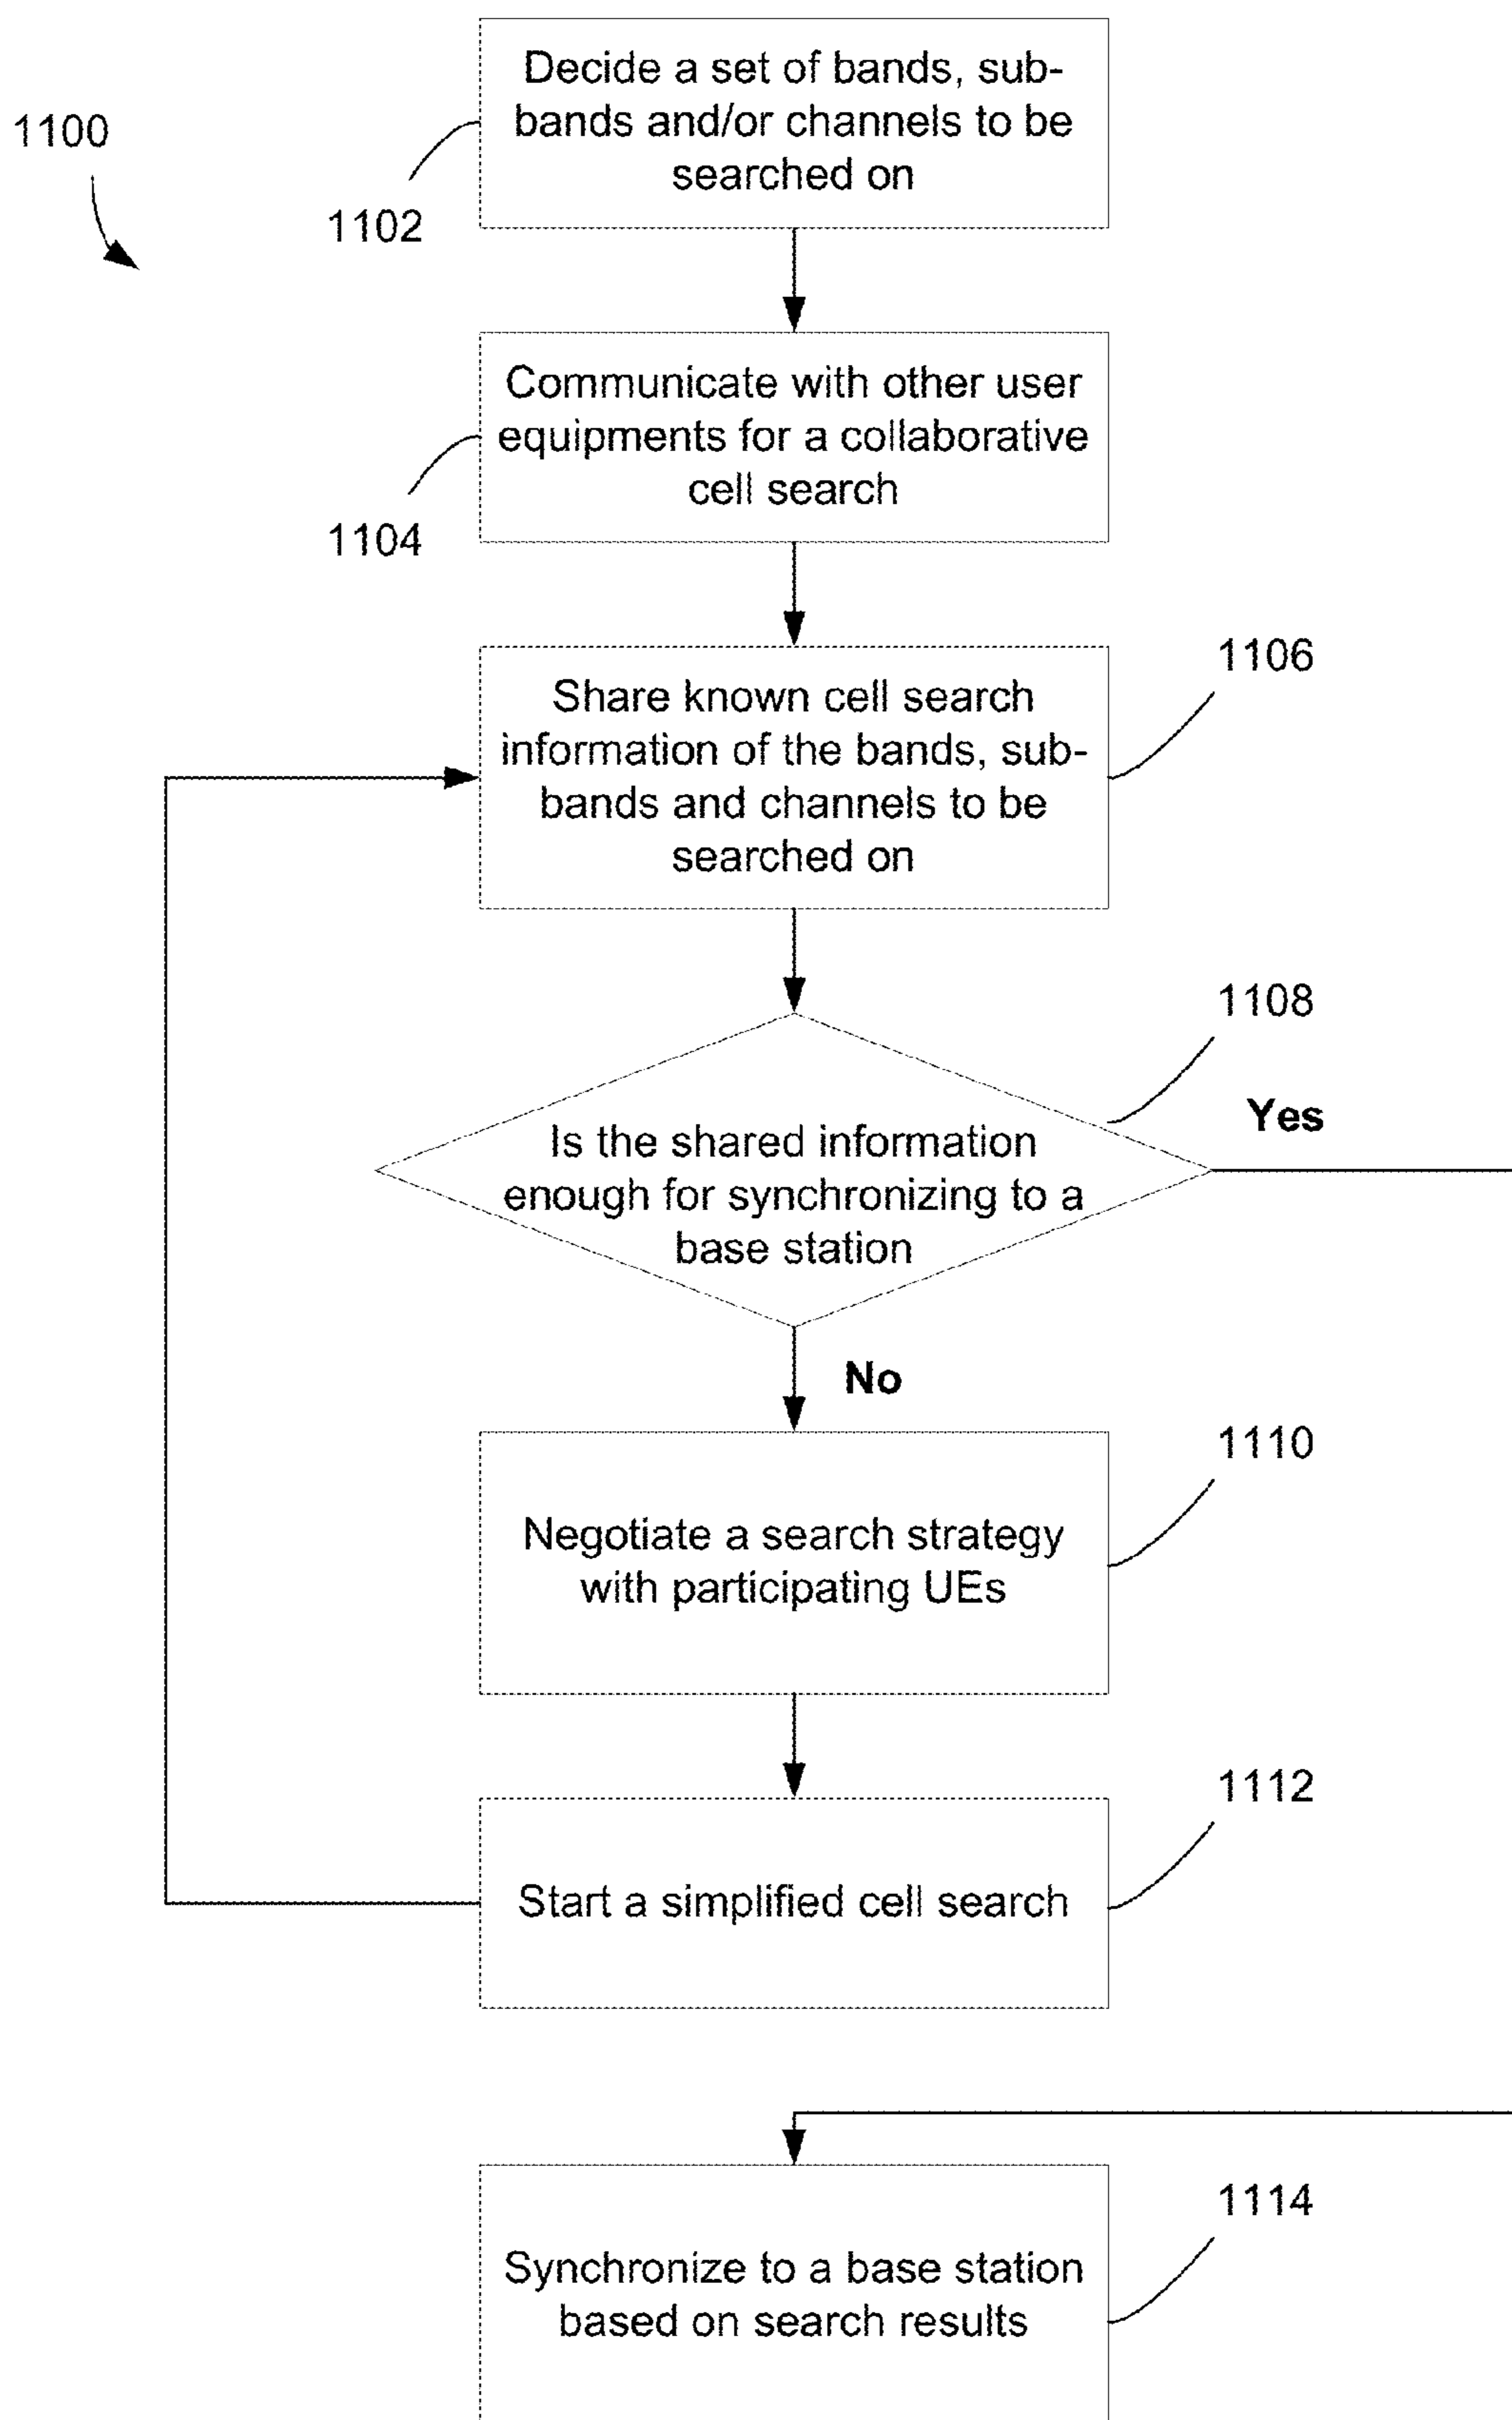 1100
Decide a set of bands, sub-
bands and/or channels to be
searched on
1102
Communicate with other user
equipments for a collaborative
cell search
1104
Share known cell search
information of the bands, sub-
bands and channels to be
searched on
1106
1108
Is the shared information
enough for synchronizing to a
base station
Yes
No
1110
Negotiate a search strategy
with participating UEs
1112
Start a simplified cell search
1114
Synchronize to a base station
based on search results